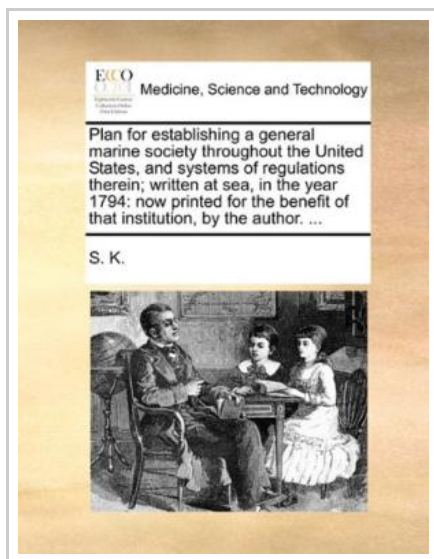 ECCO
Medicine, Science and Technology
Plan for establishing a general
marine society throughout the United
States, and systems of regulations
therein; written at sea, in the year
1794: now printed for the benefit of
that institution, by the author. ...
S. K.